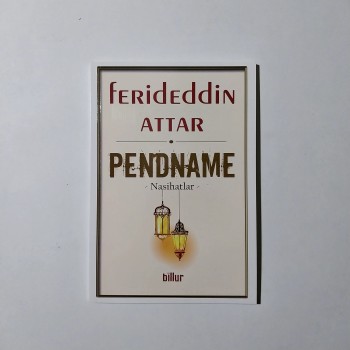 Ferideddin
ATTAR
PENDNAME
- Nasihatlar -
billur